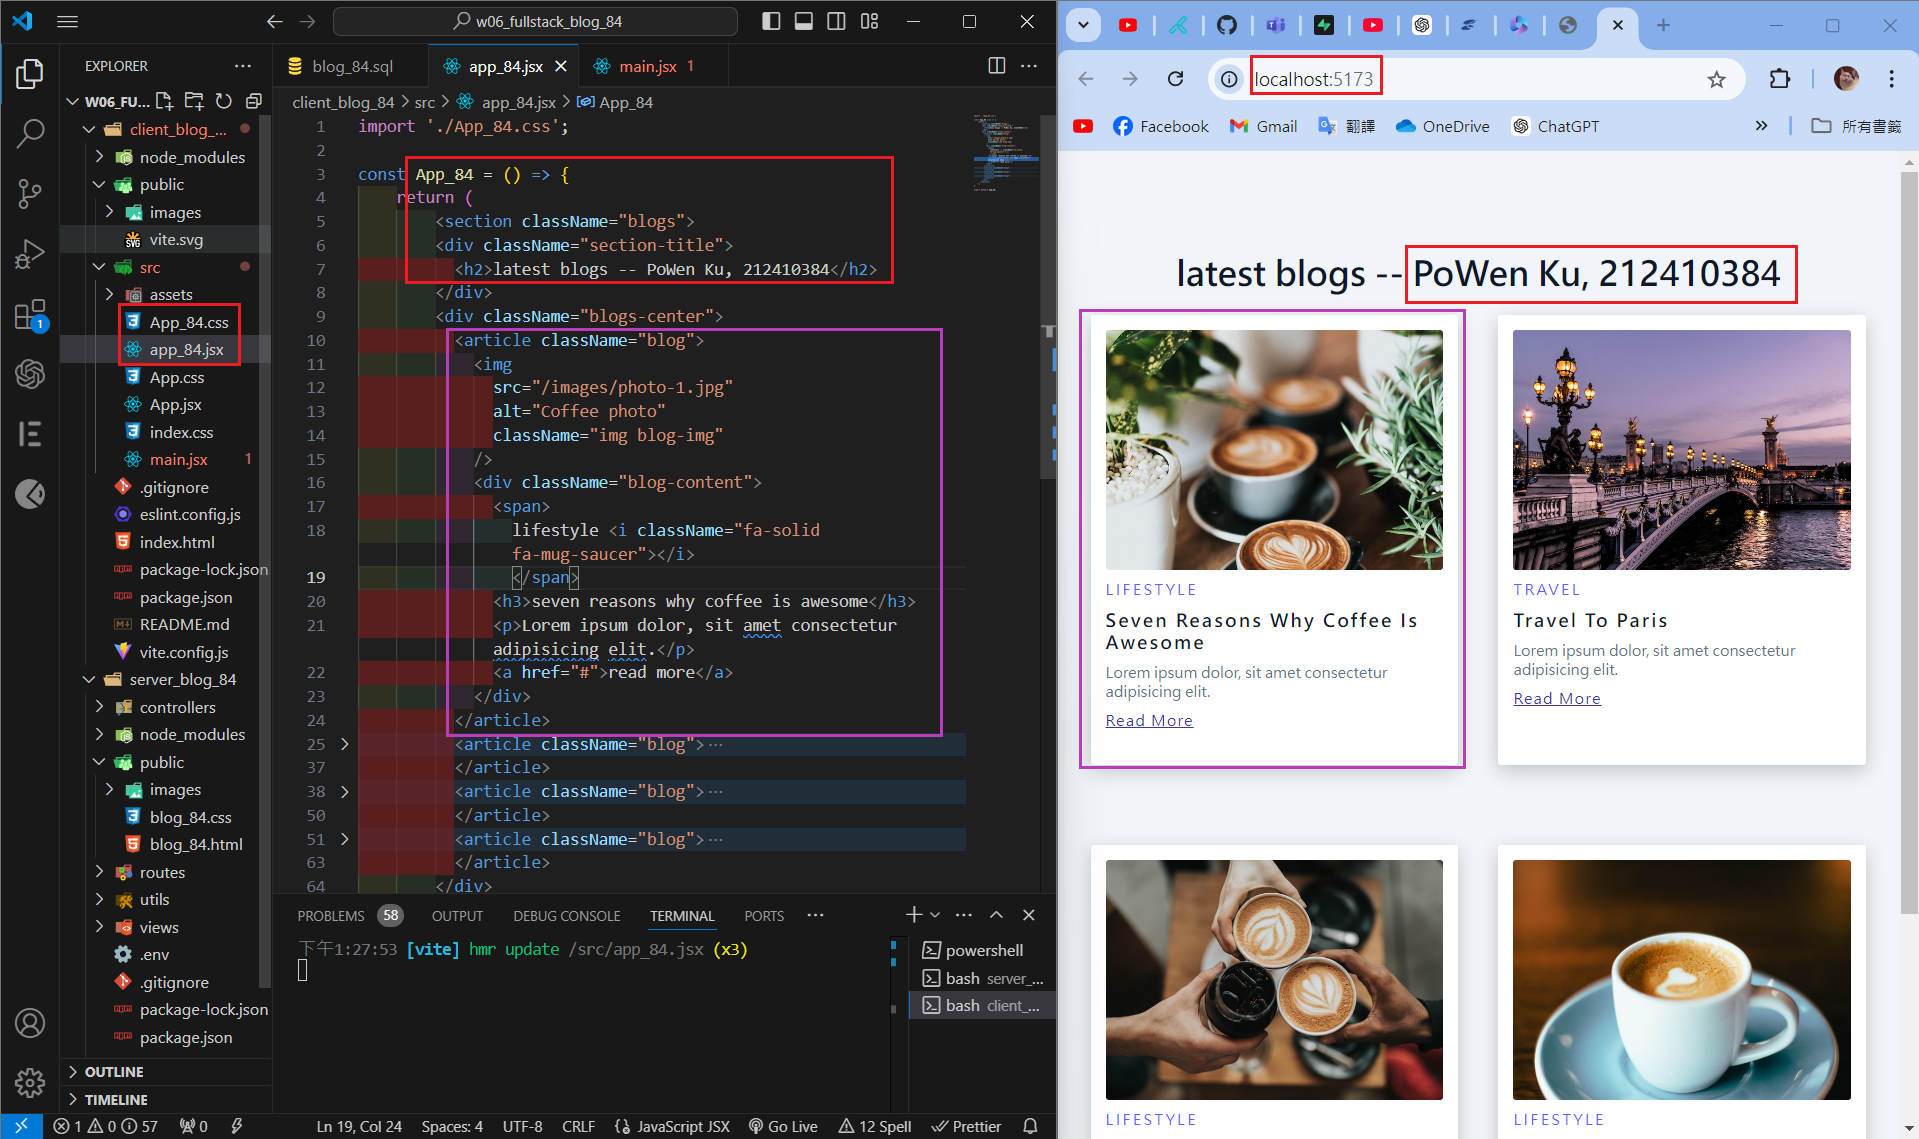 w06_fullstack_blog_84
EXPLORER
W06_FU...
client_blog_...
node_modules
public
images
vite.svg
src
assets
App_84.css
app_84.jsx
App.css
App.jsx
index.css
main.jsx 1
.gitignore
eslint.config.js
index.html
package-lock.json
package.json
README.md
vite.config.js
server_blog_84
controllers
node_modules
public
images
blog_84.css
blog_84.html
routes
utils
views
.env
.gitignore
package-lock.json
package.json
OUTLINE
TIMELINE
1
blog_84.sql
app_84.jsx
main.jsx 1
client_blog_84 > src > app_84.jsx > App_84
1 import './App_84.css';
2
3 const App_84 = () => {
4 return (
5 <section className="blogs">
6 <div className="section-title">
7 <h2>latest blogs -- PoWen Ku, 212410384</h2>
8 </div>
9 <div className="blogs-center">
10 <article className="blog">
11 <img
12 src="/images/photo-1.jpg"
13 alt="Coffee photo"
14 className="img blog-img"
15 />
16 <div className="blog-content">
17 <span>
18 lifestyle <i className="fa-solid
fa-mug-saucer"></i>
19 </span>
20 <h3>seven reasons why coffee is awesome</h3>
21 <p>Lorem ipsum dolor, sit amet consectetur
adipisicing elit.</p>
22 <a href="#">read more</a>
23 </div>
24 </article>
25 <article className="blog">...
37 </article>
38 <article className="blog">...
50 </article>
51 <article className="blog">...
63 </article>
64 </div>
PROBLEMS 58 OUTPUT DEBUG CONSOLE TERMINAL PORTS
下午1:27:53 [vite] hmr update /src/app_84.jsx (x3)
powershell
bash server_...
bash client_...
1 0 57 0 Ln 19, Col 24 Spaces: 4 UTF-8 CRLF JavaScript JSX Go Live 12 Spell Prettier
localhost:5173
Facebook Gmail 翻譯 OneDrive ChatGPT 所有書籤
latest blogs -- PoWen Ku, 212410384
LIFESTYLE
Seven Reasons Why Coffee Is
Awesome
Lorem ipsum dolor, sit amet consectetur
adipisicing elit.
Read More
TRAVEL
Travel To Paris
Lorem ipsum dolor, sit amet consectetur
adipisicing elit.
Read More
LIFESTYLE
LIFESTYLE